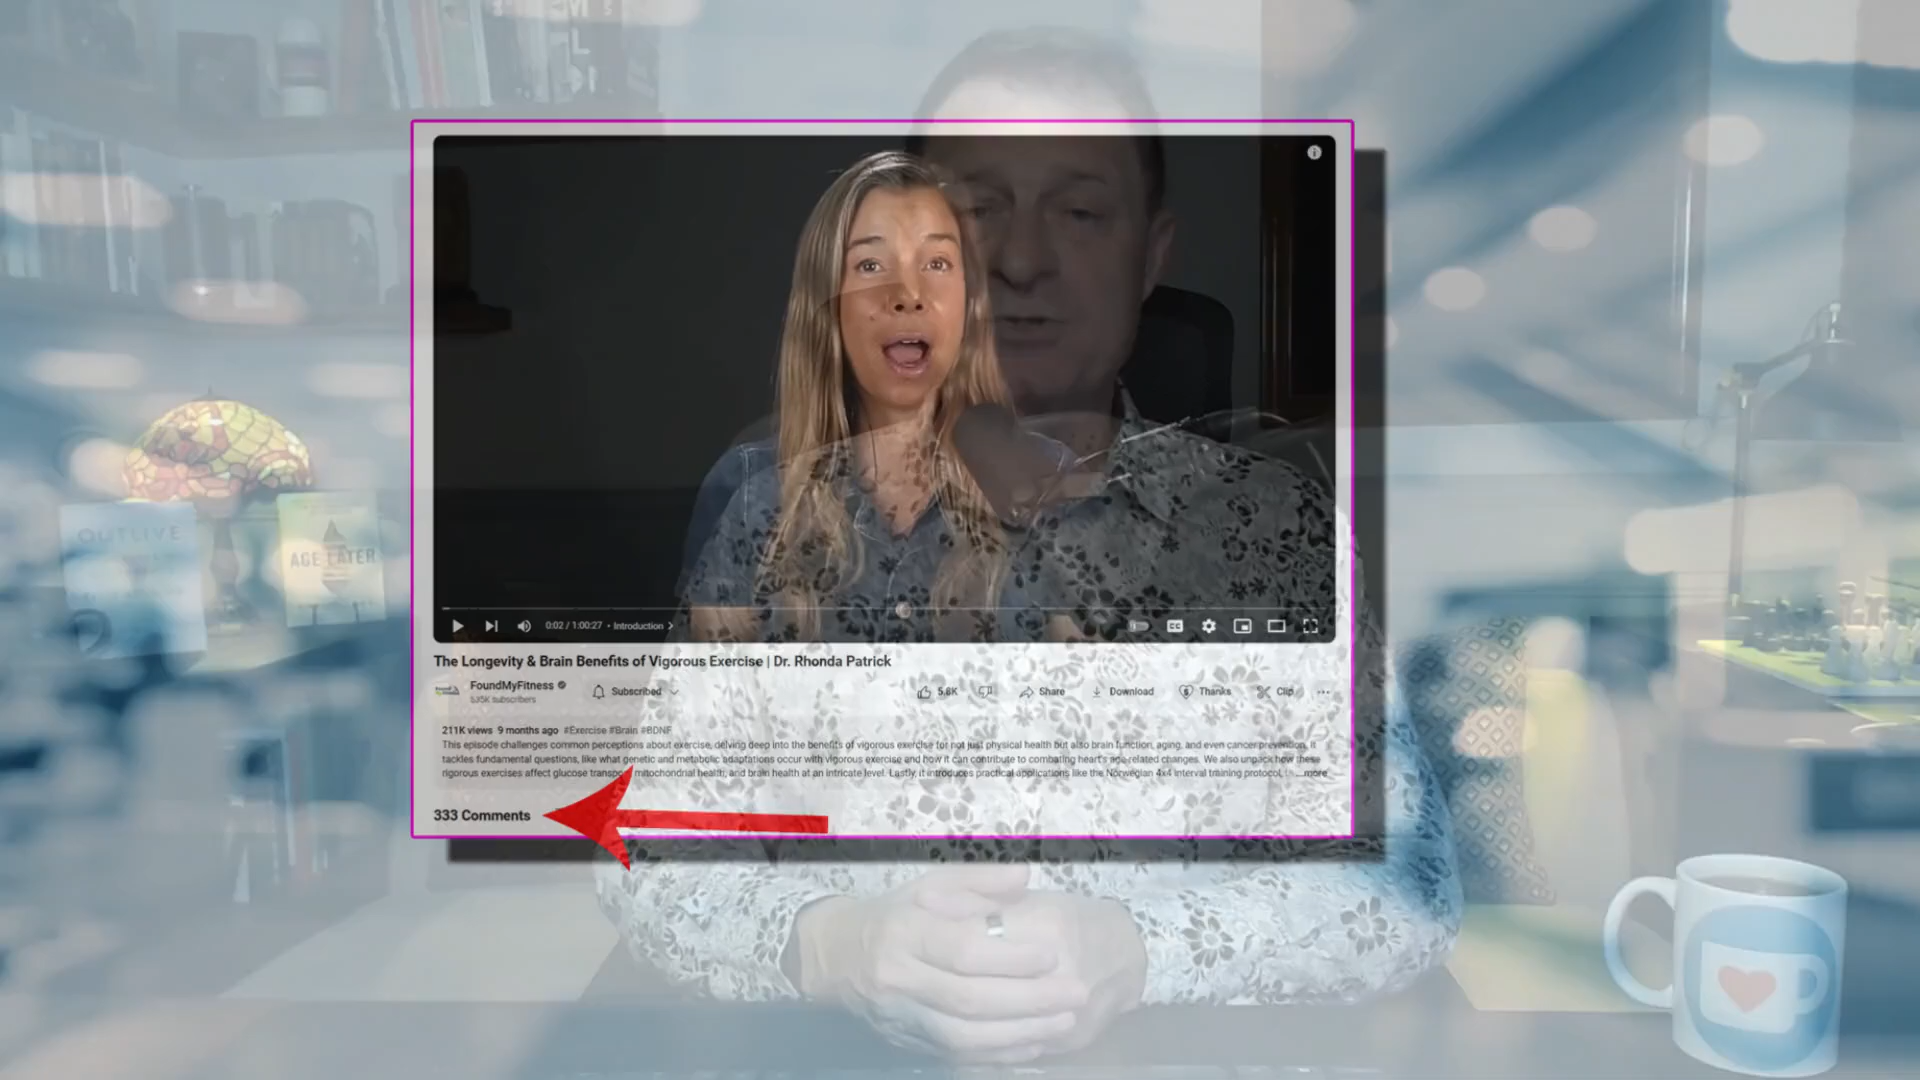 OUTLIVE
AGE LATER
0:02 / 1:00:27 • Introduction
CC
The Longevity & Brain Benefits of Vigorous Exercise | Dr. Rhonda Patrick
FoundMyFitness
Subscribed
5.6K
Share
Download
Thanks
Clip
subscribers
211K views 9 months ago #Exercise #Brain #BDNF
This episode challenges common perceptions about exercise, delving deep into the benefits of vigorous exercise for not just physical health but also brain function, aging, and even cancer prevention. It
tackles fundamental questions, like what genetic and metabolic adaptations occur with vigorous exercise and how it can contribute to combating heart's age-related changes. We also unpack how these
rigorous exercises affect glucose mitochondrial health, and brain health at an intricate level. Lastly, it introduces practical applications like the Norwegian 4x4 interval training protocol, ...more
333 Comments